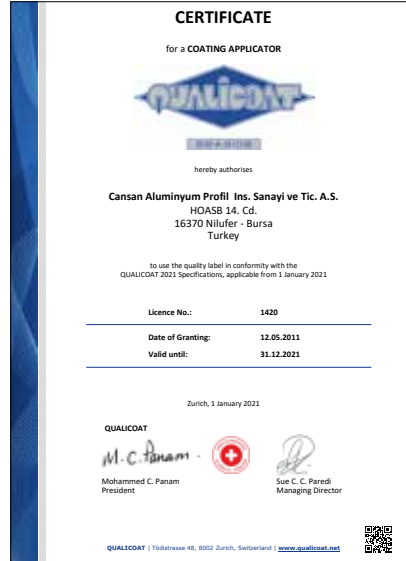 CERTIFICATE
for a COATING APPLICATOR
QUALICOAT
SEASIDE
hereby authorises
Cansan Aluminyum Profil Ins. Sanayi ve Tic. A.S.
HOASB 14. Cd.
16370 Nilufer - Bursa
Turkey
to use the quality label in conformity with the
QUALICOAT 2021 Specifications, applicable from 1 January 2021
Licence No.: 1420
Date of Granting: 12.05.2011
Valid until: 31.12.2021
Zurich, 1 January 2021
QUALICOAT
M.C. Panam
Mohammed C. Panam
President
Sue C. C. Paredi
Managing Director
QUALICOAT | Tödistrasse 48, 8002 Zurich, Switzerland | www.qualicoat.net